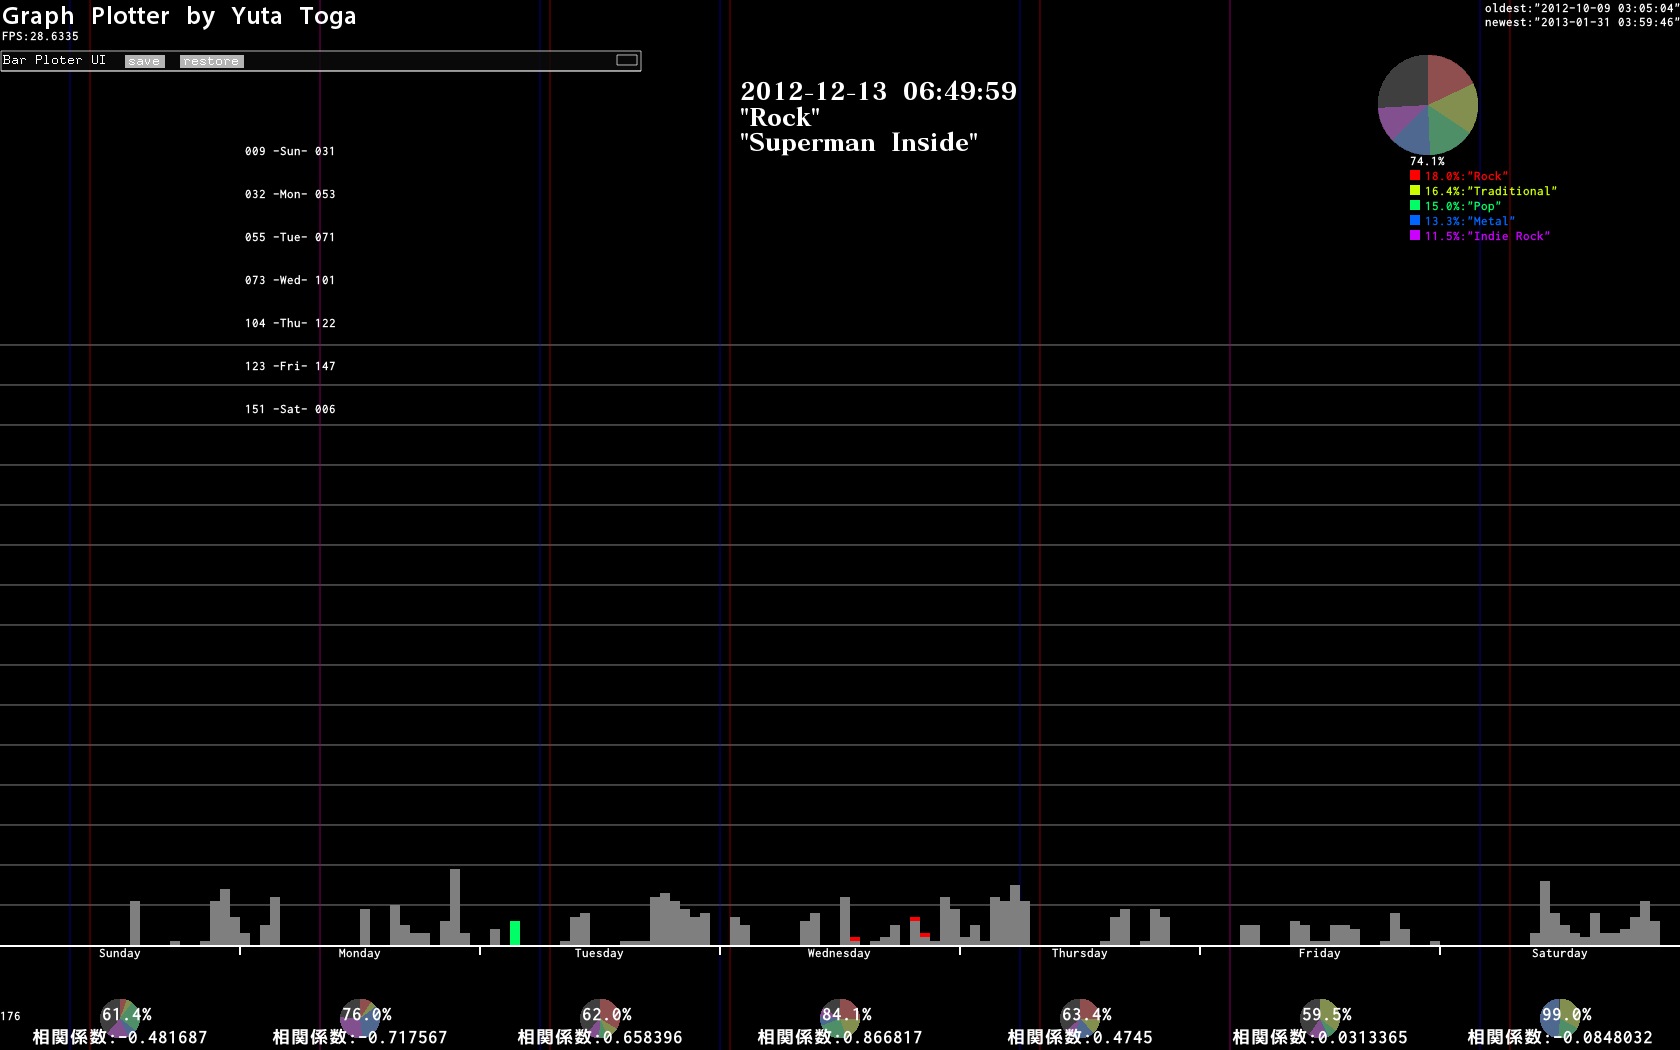 Graph Plotter by Yuta Toga
FPS:28.6335
oldest:"2012-10-09 03:05:04"
newest:"2013-01-31 03:59:46"
Bar Ploter UI save restore
2012-12-13 06:49:59
"Rock"
"Superman Inside"
74.1%
18.0%:"Rock"
16.4%:"Traditional"
15.0%:"Pop"
13.3%:"Metal"
11.5%:"Indie Rock"
009 -Sun- 031
032 -Mon- 053
055 -Tue- 071
073 -Wed- 101
104 -Thu- 122
123 -Fri- 147
151 -Sat- 006
Sunday Monday Tuesday Wednesday Thursday Friday Saturday
176 61.4% 76.0% 62.0% 84.1% 63.4% 59.5% 99.0%
相関係数:-0.481687 相関係数:-0.717567 相関係数:0.658396 相関係数:0.866817 相関係数:0.4745 相関係数:0.0313365 相関係数:-0.0848032